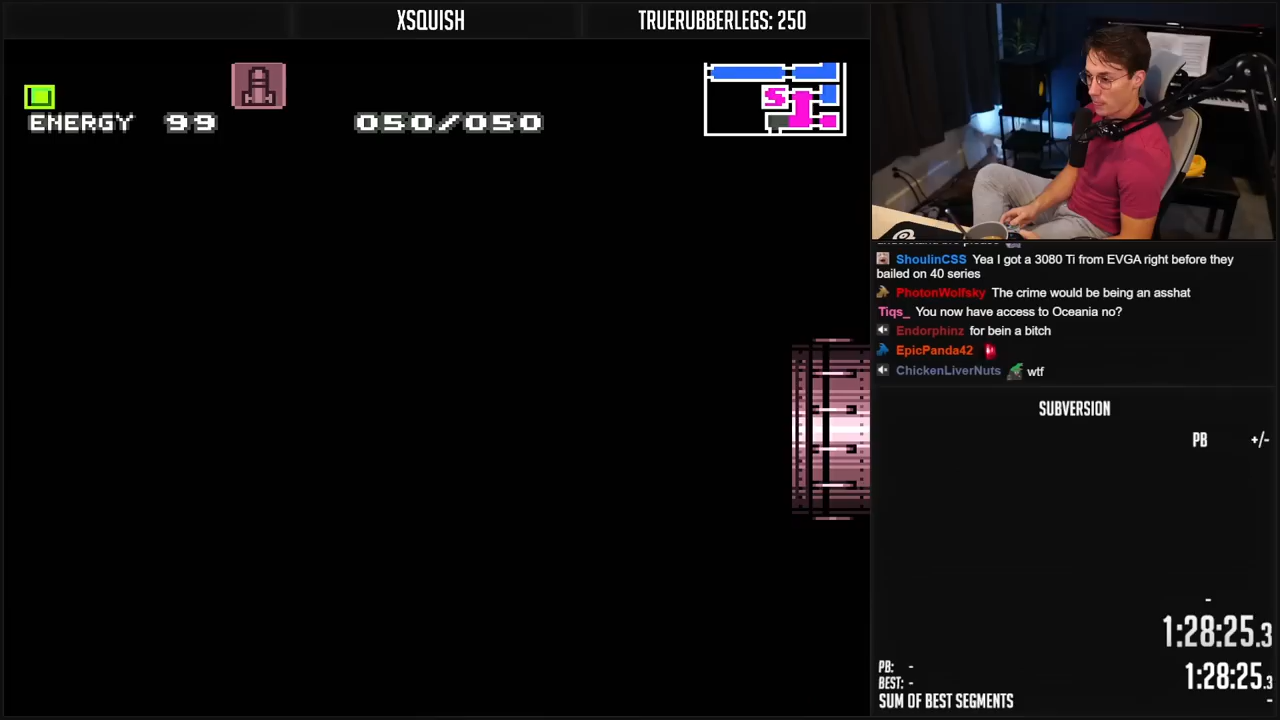 XSQUISH
TRUERUBBERLEGS: 250
ENERGY 99
050/050
S
ShoulinCSS Yea I got a 3080 Ti from EVGA right before they
bailed on 40 series
PhotonWolfsky The crime would be being an asshat
Tiqs_ You now have access to Oceania no?
Endorphinz for bein a bitch
EpicPanda42
ChickenLiverNuts wtf
SUBVERSION
PB +/-
-
1:28:25.3
PB: -
1:28:25.3
BEST: -
SUM OF BEST SEGMENTS -